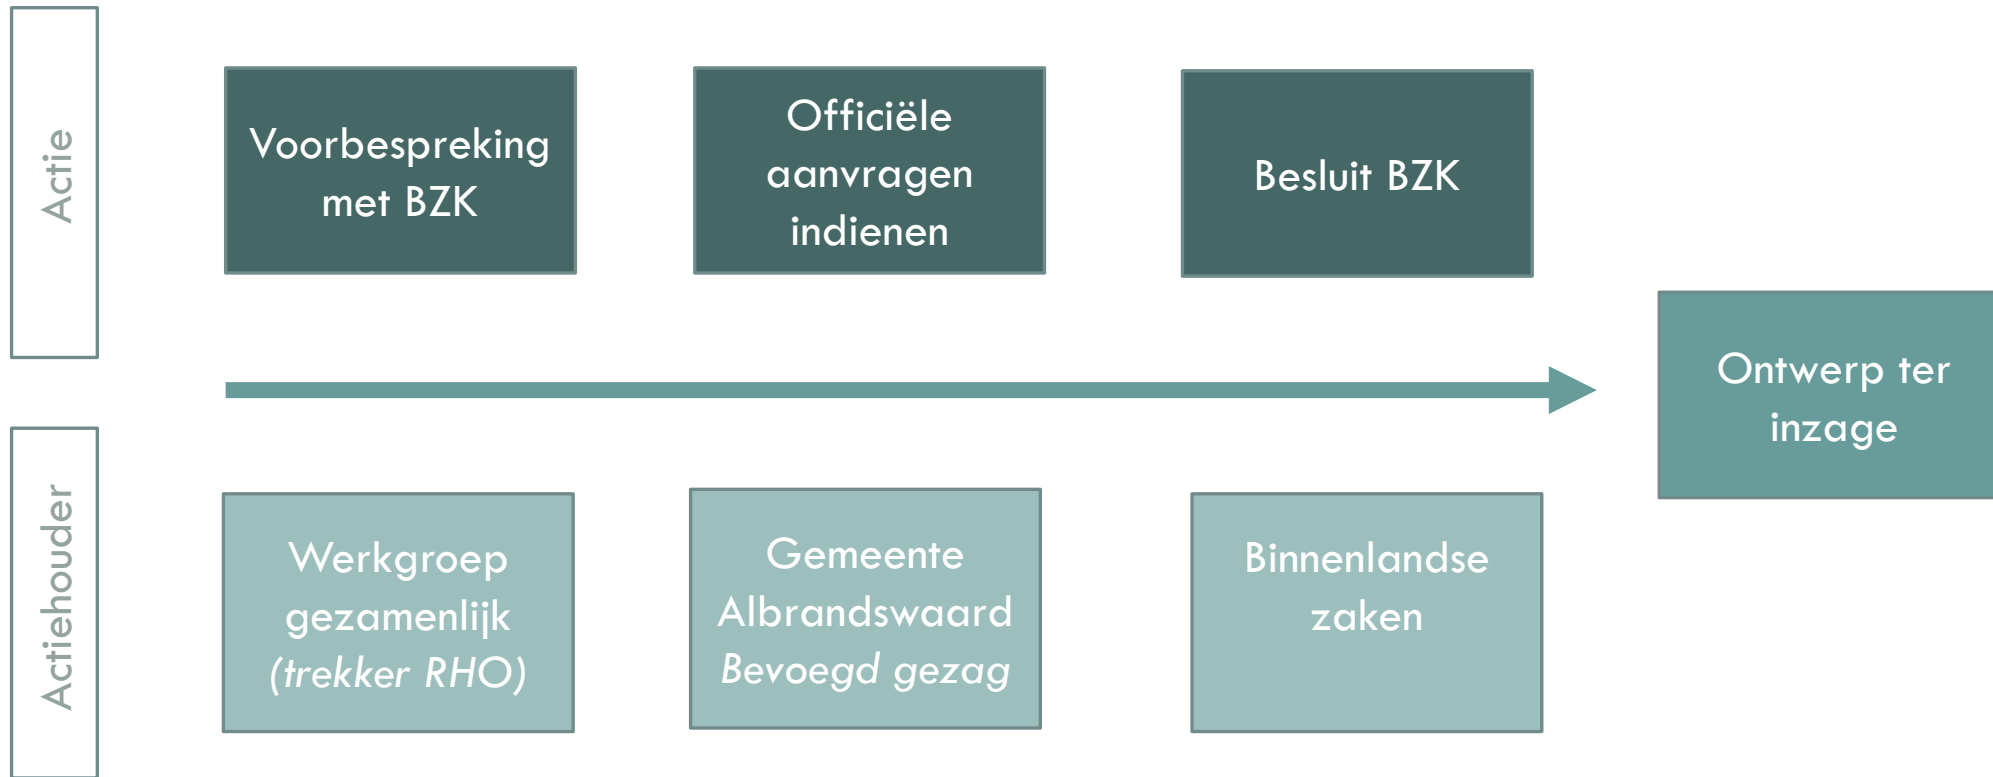 Actie
Voorbespreking
met BZK
Officiële
aanvragen
indienen
Besluit BZK
Ontwerp ter
inzage
Actiehouder
Werkgroep
gezamenlijk
(trekker RHO)
Gemeente
Albrandswaard
Bevoegd gezag
Binnenlandse
zaken